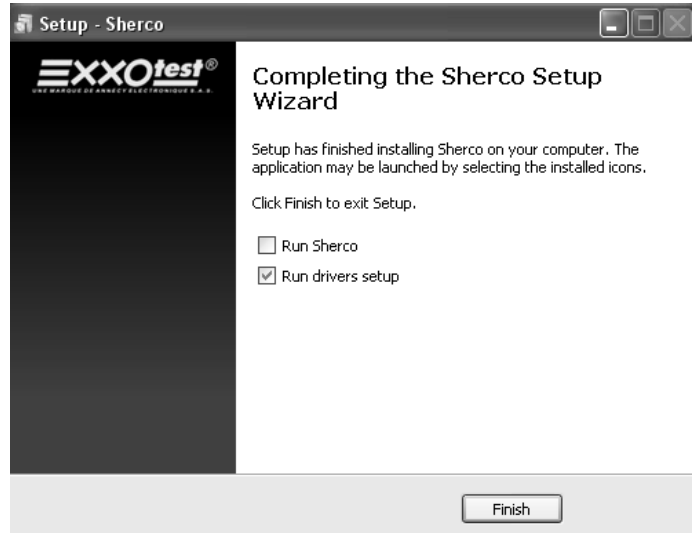 Setup - Sherco
EXXOtest®
UNE MARQUE DE ANNECY ELECTRONIQUE S.A.S.
Completing the Sherco Setup
Wizard
Setup has finished installing Sherco on your computer. The
application may be launched by selecting the installed icons.
Click Finish to exit Setup.
Run Sherco
Run drivers setup
Finish